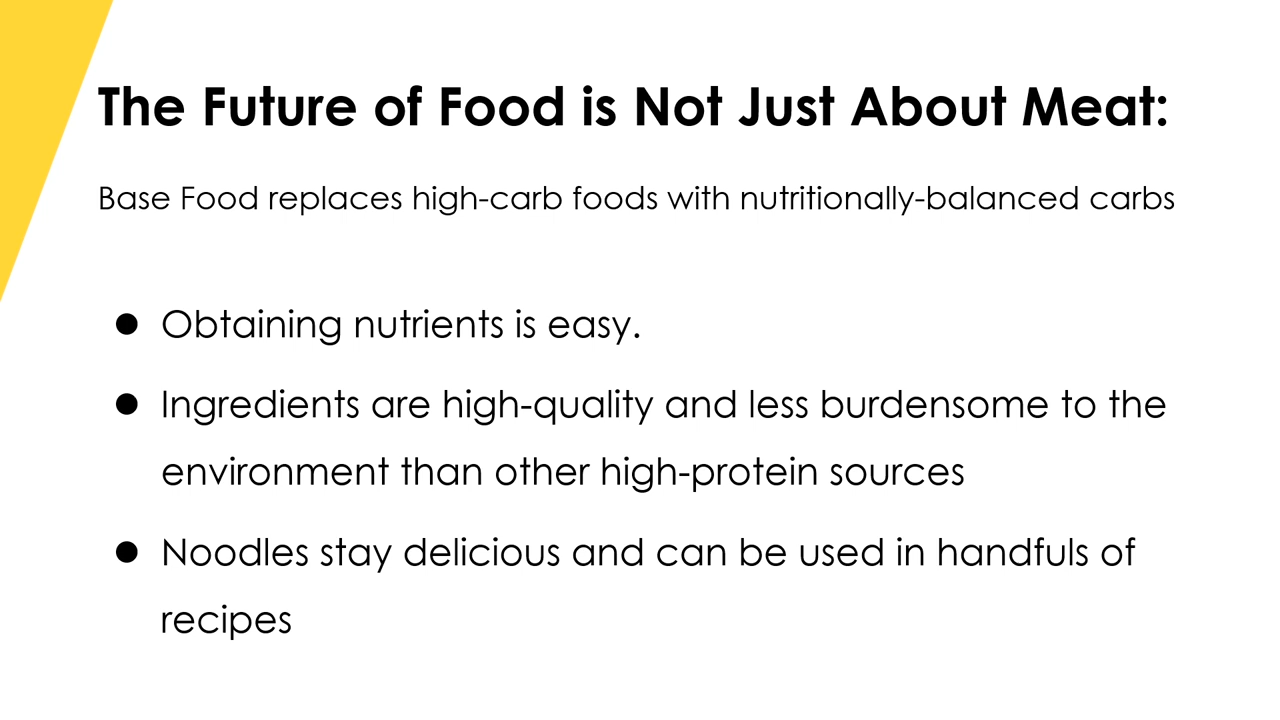 The Future of Food is Not Just About Meat:
Base Food replaces high-carb foods with nutritionally-balanced carbs
● Obtaining nutrients is easy.
● Ingredients are high-quality and less burdensome to the
environment than other high-protein sources
● Noodles stay delicious and can be used in handfuls of
recipes